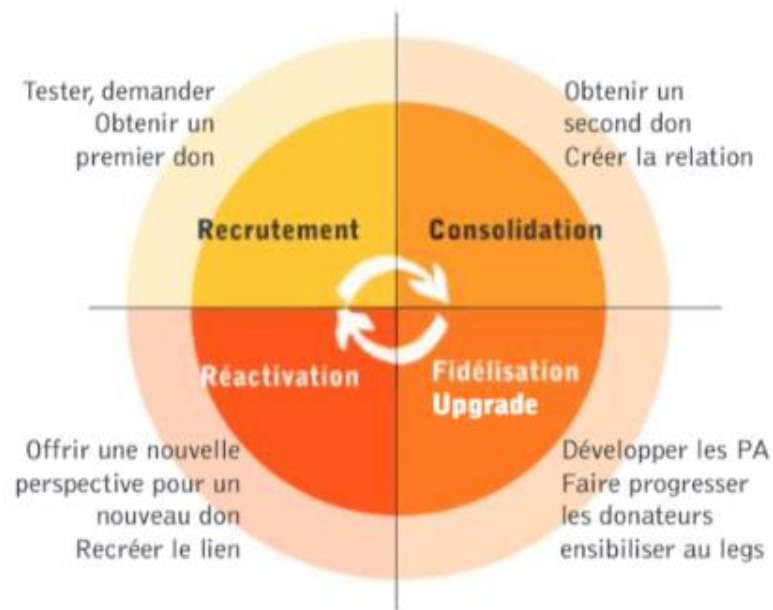 Tester, demander
Obtenir un
premier don
Obtenir un
second don
Créer la relation
Recrutement
Consolidation
Réactivation
Fidélisation
Upgrade
Offrir une nouvelle
perspective pour un
nouveau don
Recréer le lien
Développer les PA
Faire progresser
les donateurs
ensibiliser au legs